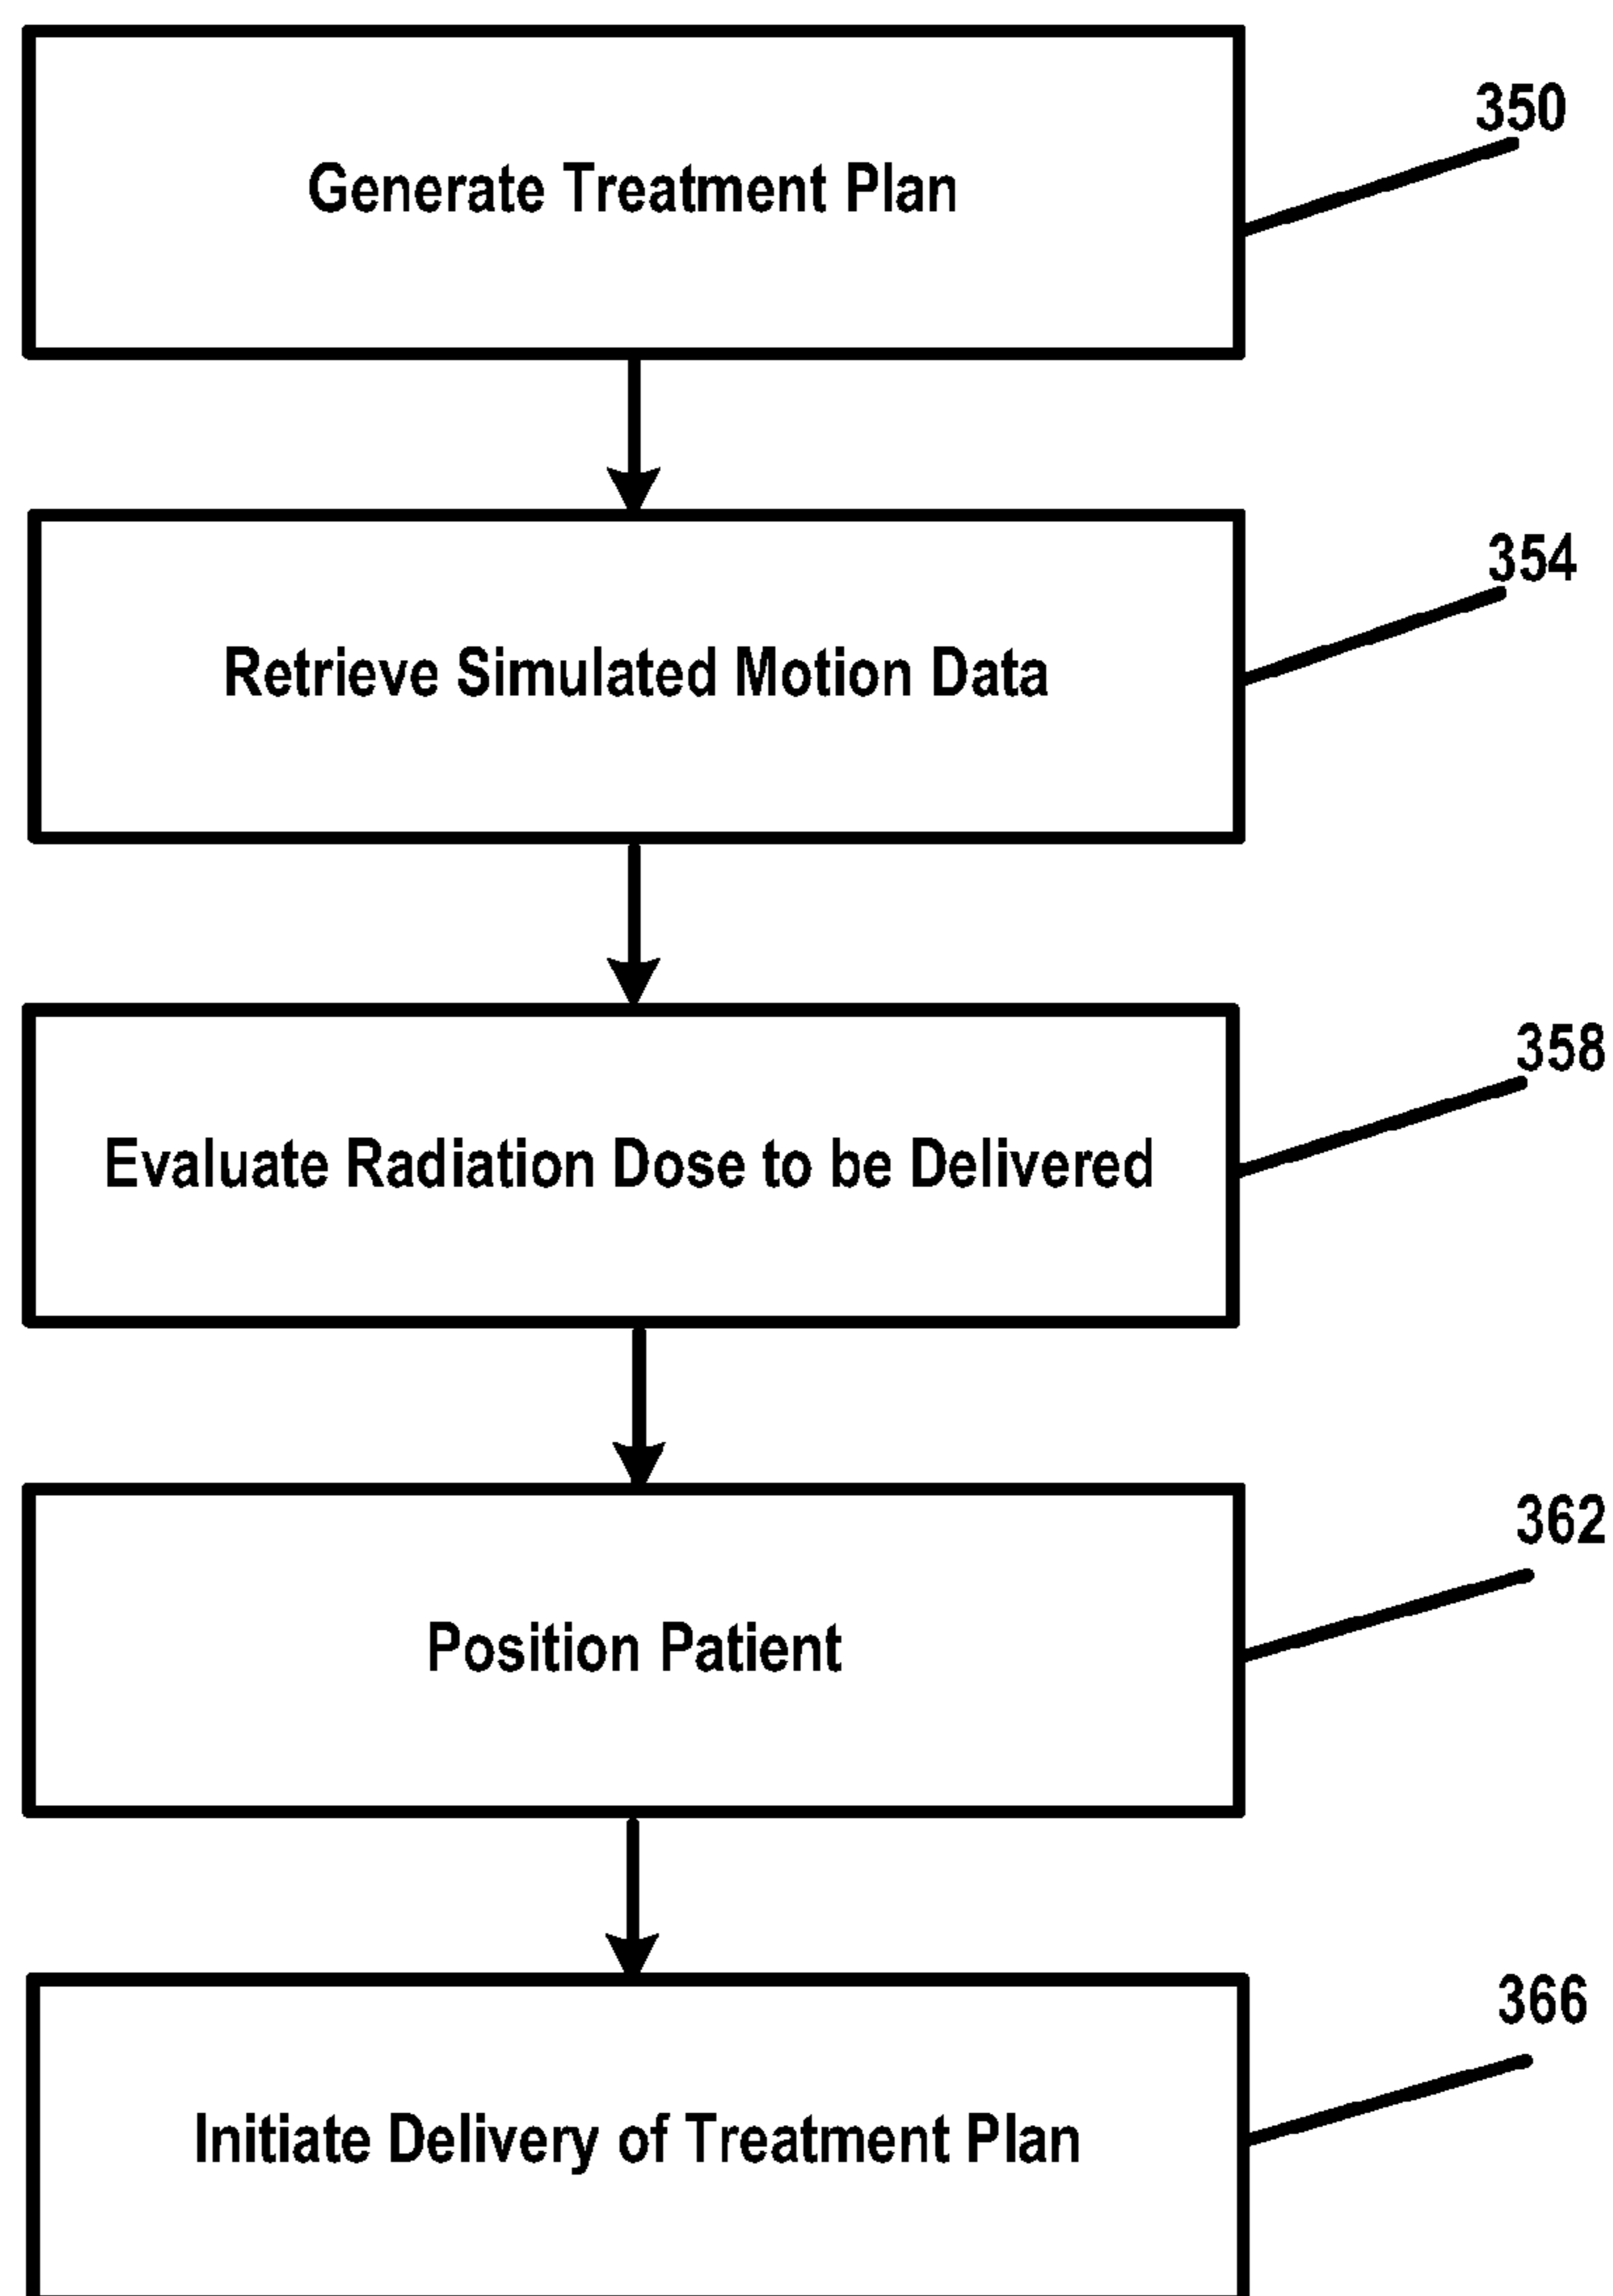 350
Generate Treatment Plan
354
Retrieve Simulated Motion Data
358
Evaluate Radiation Dose to be Delivered
362
Position Patient
366
Initiate Delivery of Treatment Plan